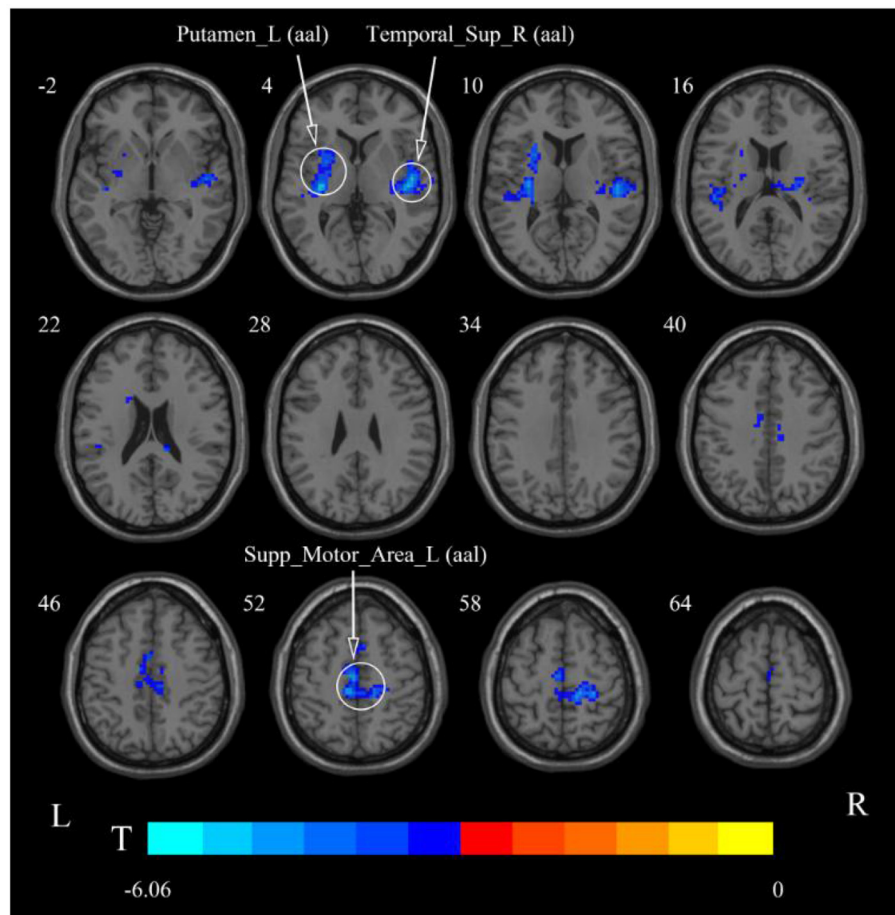 Putamen_L (aal) Temporal_Sup_R (aal)
-2 4 10 16
22 28 34 40
Supp_Motor_Area_L (aal)
46 52 58 64
L R
T
-6.06 0